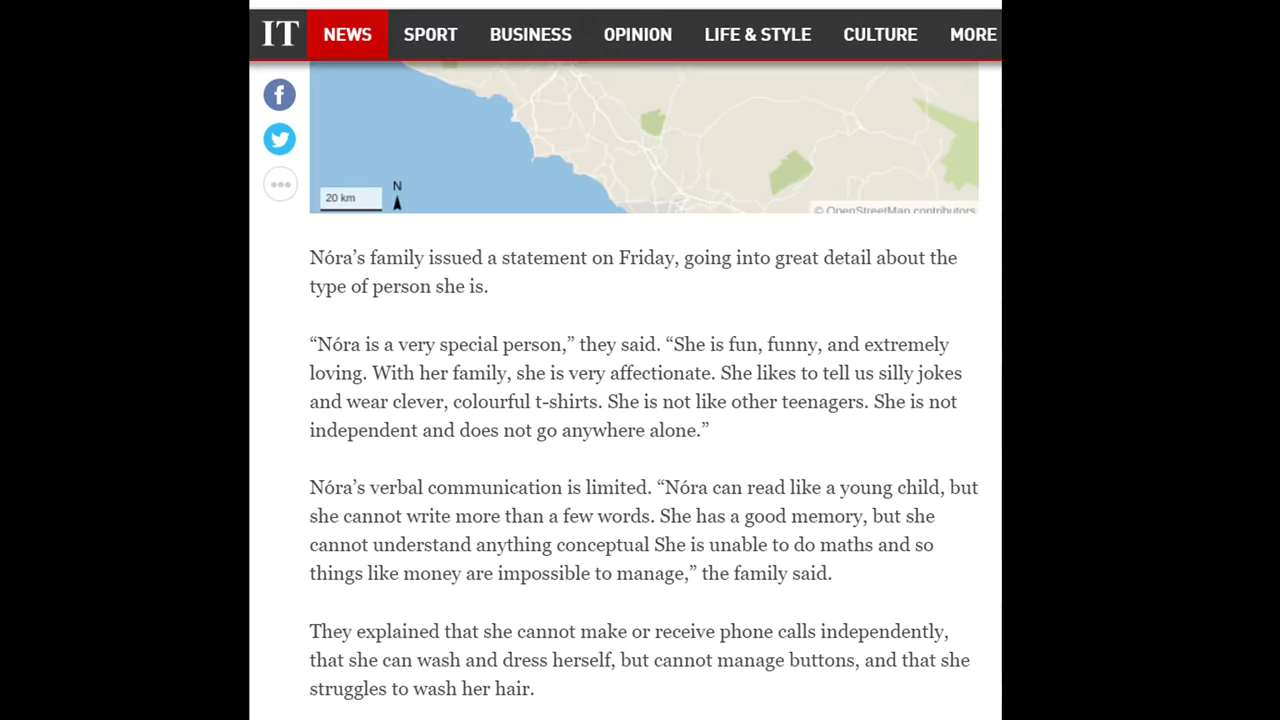 IT NEWS SPORT BUSINESS OPINION LIFE & STYLE CULTURE MORE
f
N
20 km
© OpenStreetMap contributors
Nóra’s family issued a statement on Friday, going into great detail about the
type of person she is.
“Nóra is a very special person,” they said. “She is fun, funny, and extremely
loving. With her family, she is very affectionate. She likes to tell us silly jokes
and wear clever, colourful t-shirts. She is not like other teenagers. She is not
independent and does not go anywhere alone.”
Nóra’s verbal communication is limited. “Nóra can read like a young child, but
she cannot write more than a few words. She has a good memory, but she
cannot understand anything conceptual She is unable to do maths and so
things like money are impossible to manage,” the family said.
They explained that she cannot make or receive phone calls independently,
that she can wash and dress herself, but cannot manage buttons, and that she
struggles to wash her hair.